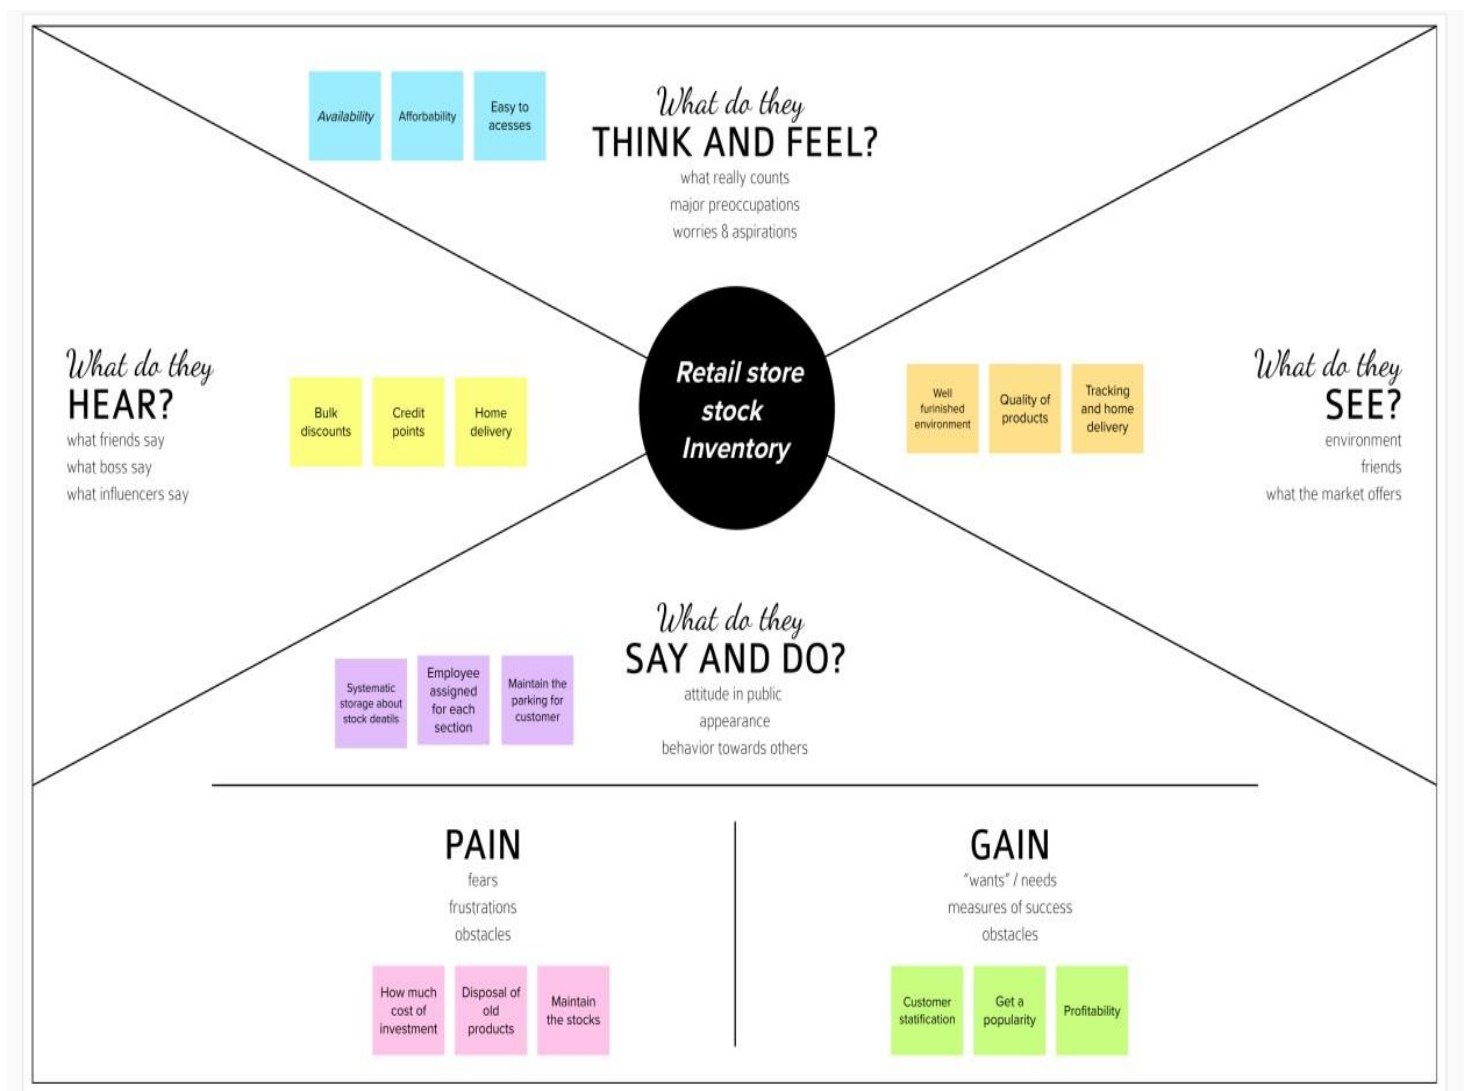 Availability
Afforbability
Easy to
acesses
What do they
THINK AND FEEL?
what really counts
major preoccupations
worries & aspirations
What do they
HEAR?
what friends say
what boss say
what influencers say
Bulk
discounts
Credit
points
Home
delivery
Retail store
stock
Inventory
Well
furinished
environment
Quality of
products
Tracking
and home
delivery
What do they
SEE?
environment
friends
what the market offers
What do they
SAY AND DO?
attitude in public
appearance
behavior towards others
Systematic
storage about
stock deatils
Employee
assigned
for each
section
Maintain the
parking for
customer
PAIN
fears
frustrations
obstacles
How much
cost of
investment
Disposal of
old
products
Maintain
the stocks
GAIN
"wants" / needs
measures of success
obstacles
Customer
statification
Get a
popularity
Profitability